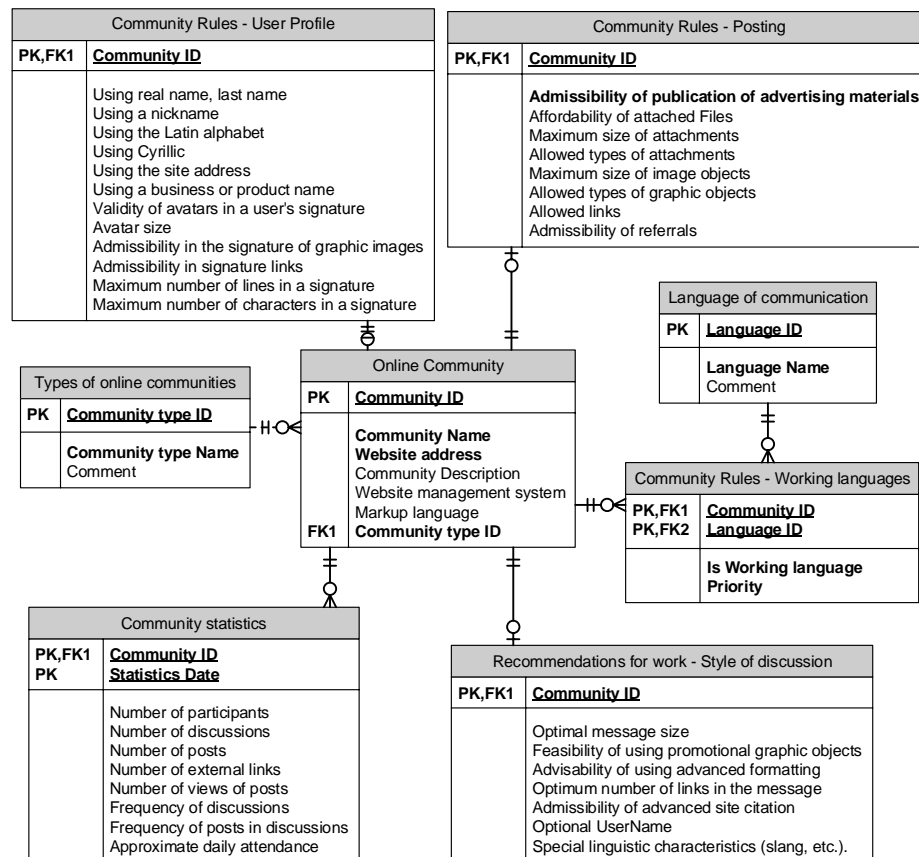 Community Rules - User Profile
PK,FK1 Community ID
Using real name, last name
Using a nickname
Using the Latin alphabet
Using Cyrillic
Using the site address
Using a business or product name
Validity of avatars in a user's signature
Avatar size
Admissibility in the signature of graphic images
Admissibility in signature links
Maximum number of lines in a signature
Maximum number of characters in a signature
Community Rules - Posting
PK,FK1 Community ID
Admissibility of publication of advertising materials
Affordability of attached Files
Maximum size of attachments
Allowed types of attachments
Maximum size of image objects
Allowed types of graphic objects
Allowed links
Admissibility of referrals
Language of communication
PK Language ID
Language Name
Comment
Types of online communities
PK Community type ID
Community type Name
Comment
Online Community
PK Community ID
Community Name
Website address
Community Description
Website management system
Markup language
FK1 Community type ID
Community Rules - Working languages
PK,FK1 Community ID
PK,FK2 Language ID
Is Working language
Priority
Community statistics
PK,FK1 Community ID
PK Statistics Date
Number of participants
Number of discussions
Number of posts
Number of external links
Number of views of posts
Frequency of discussions
Frequency of posts in discussions
Approximate daily attendance
Recommendations for work - Style of discussion
PK,FK1 Community ID
Optimal message size
Feasibility of using promotional graphic objects
Advisability of using advanced formatting
Optimum number of links in the message
Admissibility of advanced site citation
Optional UserName
Special linguistic characteristics (slang, etc.).